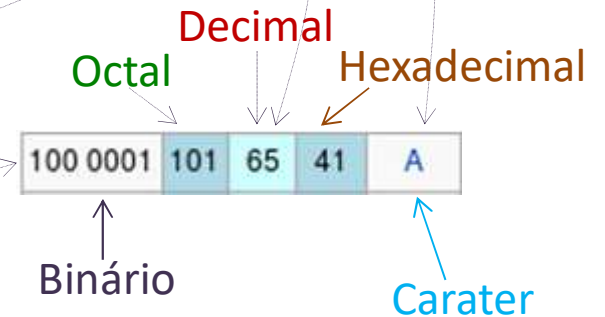 Decimal
Octal
Hexadecimal
100 0001 101 65 41 A
Binário
Carater